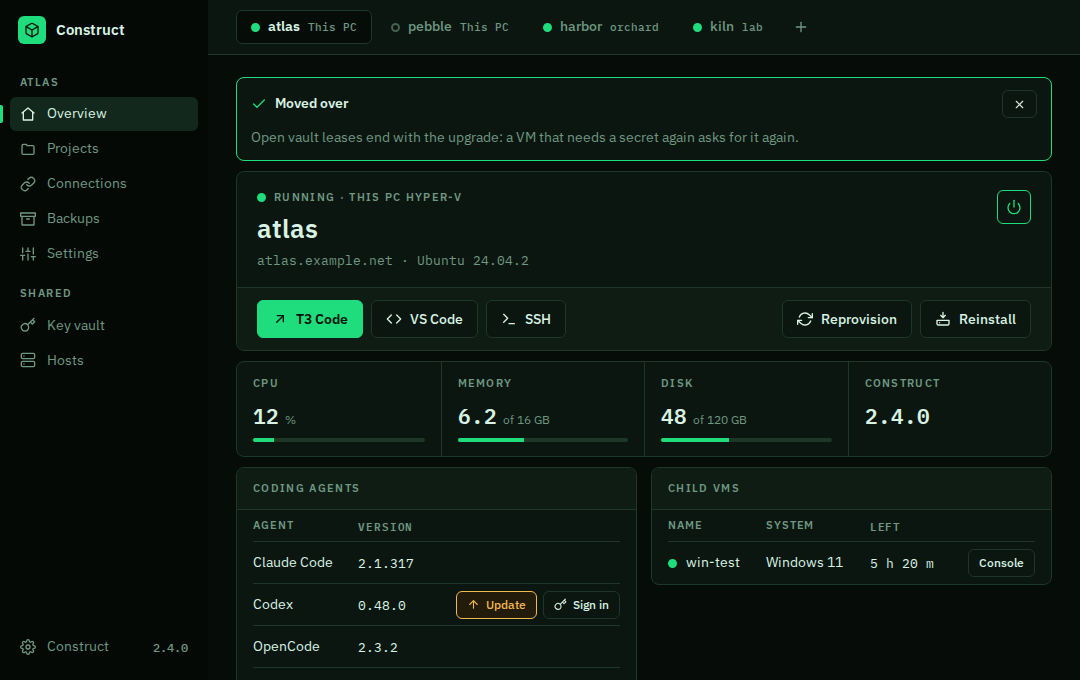 Construct
ATLAS
Overview
Projects
Connections
Backups
Settings
SHARED
Key vault
Hosts
Construct 2.4.0
atlas This PC
pebble This PC
harbor orchard
kiln lab
Moved over
Open vault leases end with the upgrade: a VM that needs a secret again asks for it again.
RUNNING · THIS PC HYPER-V
atlas
atlas.example.net · Ubuntu 24.04.2
T3 Code
VS Code
SSH
Reprovision
Reinstall
CPU
12 %
MEMORY
6.2 of 16 GB
DISK
48 of 120 GB
CONSTRUCT
2.4.0
CODING AGENTS
AGENT VERSION
Claude Code 2.1.317
Codex 0.48.0 Update Sign in
OpenCode 2.3.2
CHILD VMS
NAME SYSTEM LEFT
win-test Windows 11 5 h 20 m Console